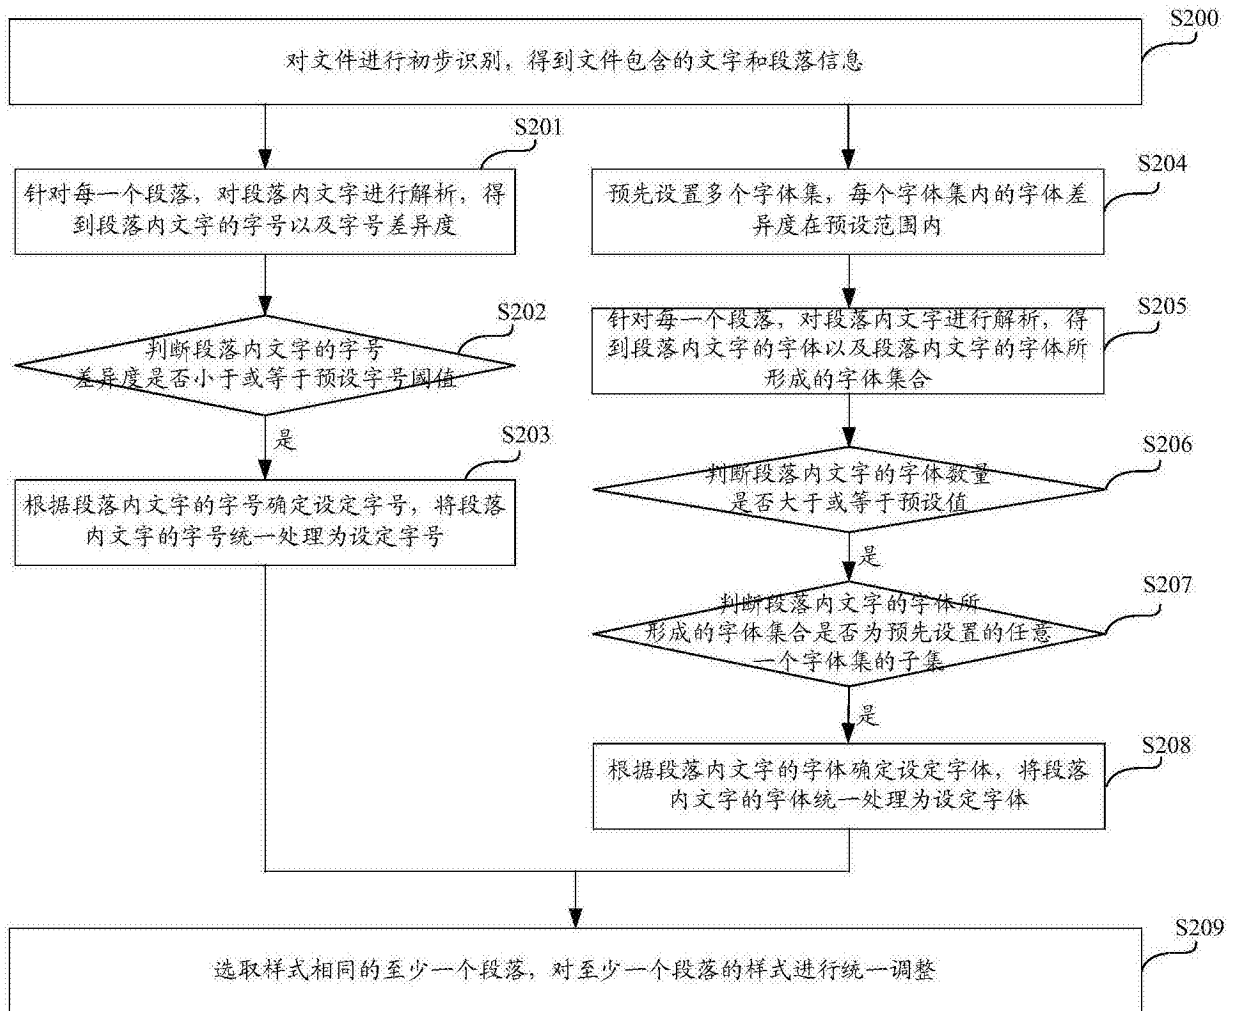 S200
对文件进行初步识别，得到文件包含的文字和段落信息
S201
针对每一个段落，对段落内文字进行解析，得
到段落内文字的字号以及字号差异度
S202
判断段落内文字的字号
差异度是否小于或等于预设字号阈值
是
S203
根据段落内文字的字号确定设定字号，将段落
内文字的字号统一处理为设定字号
S204
预先设置多个字体集，每个字体集内的字体差
异度在预设范围内
S205
针对每一个段落，对段落内文字进行解析，得
到段落内文字的字体以及段落内文字的字体所
形成的字体集合
S206
判断段落内文字的字体数量
是否大于或等于预设值
是
S207
判断段落内文字的字体所
形成的字体集合是否为预先设置的任意
一个字体集的子集
是
S208
根据段落内文字的字体确定设定字体，将段落
内文字的字体统一处理为设定字体
S209
选取样式相同的至少一个段落，对至少一个段落的样式进行统一调整